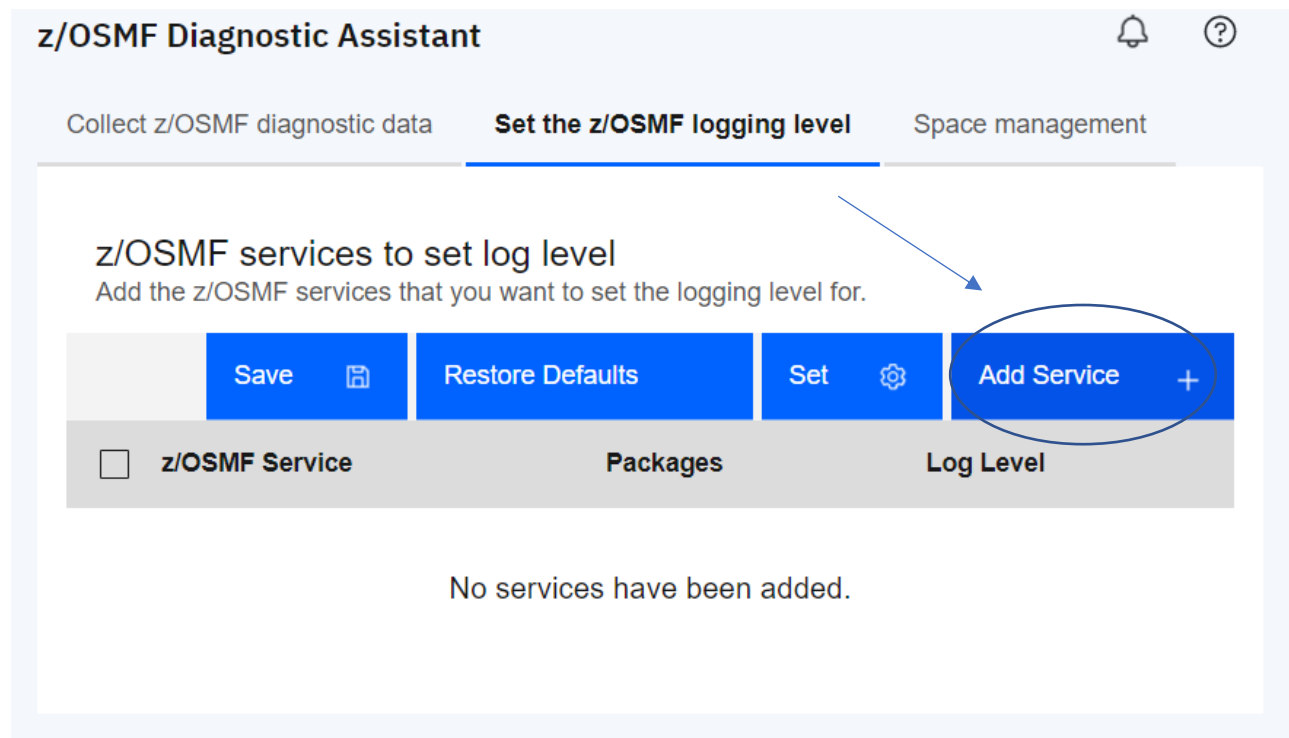 z/OSMF Diagnostic Assistant
Collect z/OSMF diagnostic data Set the z/OSMF logging level Space management
z/OSMF services to set log level
Add the z/OSMF services that you want to set the logging level for.
Save Restore Defaults Set Add Service +
z/OSMF Service Packages Log Level
No services have been added.